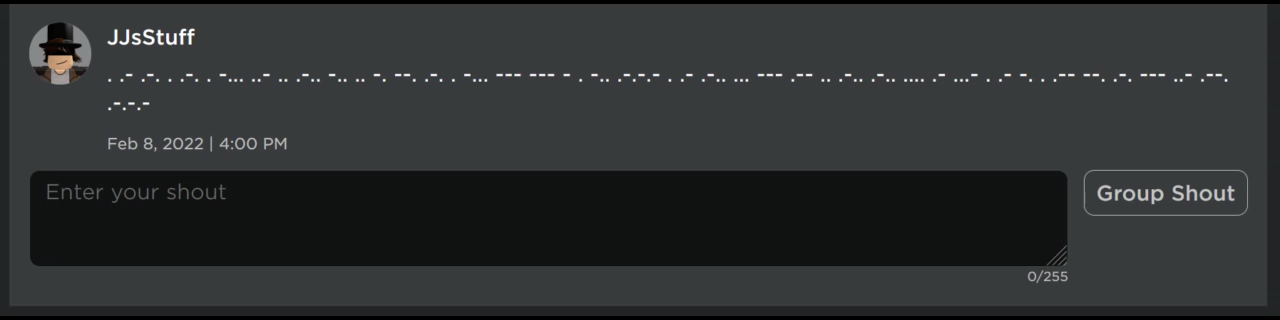 JJsStuff
. .- .-. . .-. . -... ..- .. .-.. -.. .. -. --. .-. . -... --- --- - . -.. .-.-.- . .- .-.. ... --- .-- .. .-.. .-.. .... .- ...- . .- -. . .-- --. .-. --- ..- .--.
.-.-.-
Feb 8, 2022 | 4:00 PM
Enter your shout
Group Shout
0/255